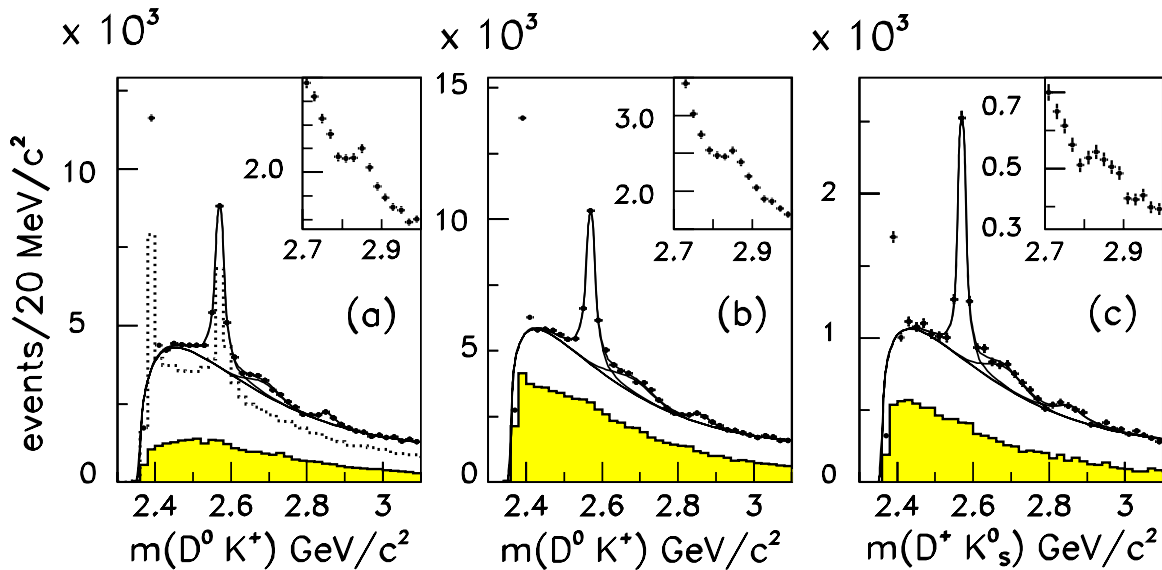 x 10³ x 10³ x 10³
events/20 MeV/c²
10
5
0
2.0
2.7 2.9
(a)
2.4 2.6 2.8 3
m(D⁰ K⁺) GeV/c²
15
10
5
0
3.0
2.0
2.7 2.9
(b)
2.4 2.6 2.8 3
m(D⁰ K⁺) GeV/c²
2
1
0
0.7
0.5
0.3
2.7 2.9
(c)
2.4 2.6 2.8 3
m(D⁺ K⁰ₛ) GeV/c²